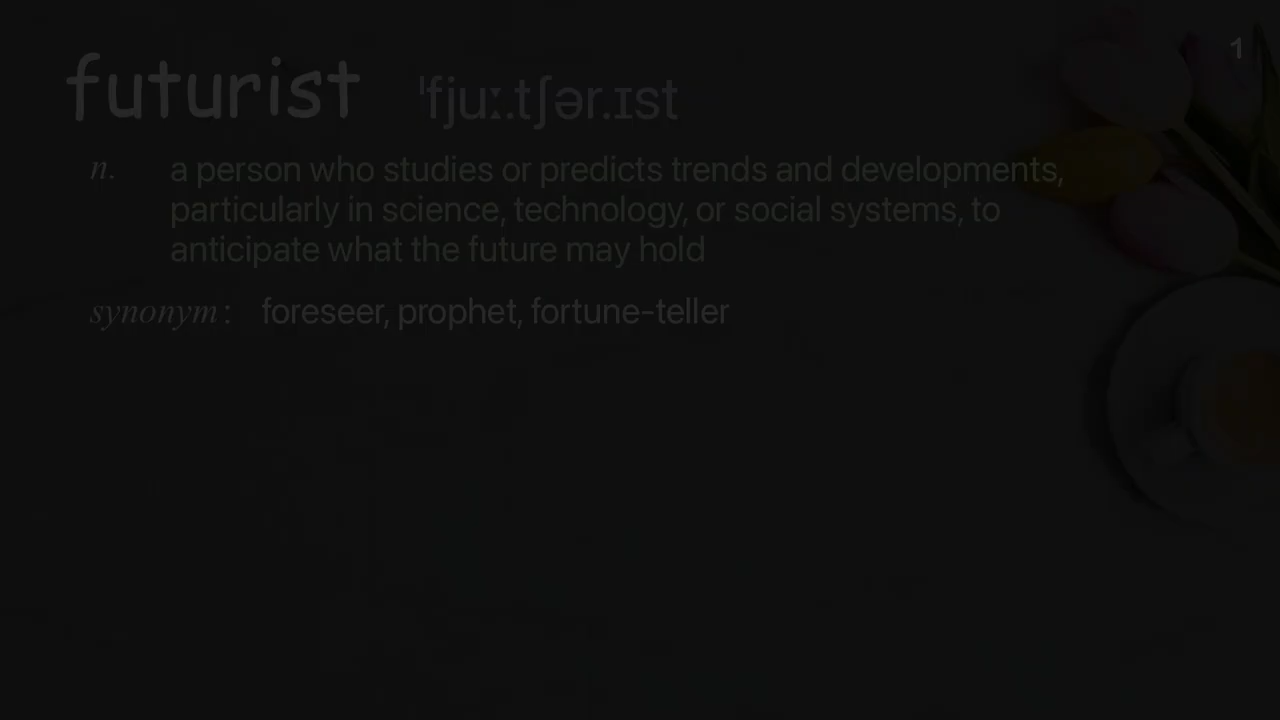 1
futurist ˈfjuː.tʃər.ɪst
n. a person who studies or predicts trends and developments,
particularly in science, technology, or social systems, to
anticipate what the future may hold
synonym : foreseer, prophet, fortune-teller